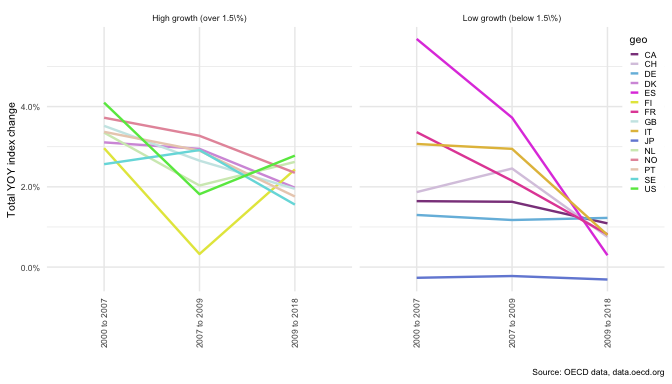 High growth (over 1.5\%)
Low growth (below 1.5\%)
Total YOY index change
4.0%
2.0%
0.0%
2000 to 2007
2007 to 2009
2009 to 2018
2000 to 2007
2007 to 2009
2009 to 2018
geo
CA
CH
DE
DK
ES
FI
FR
GB
IT
JP
NL
NO
PT
SE
US
Source: OECD data, data.oecd.org